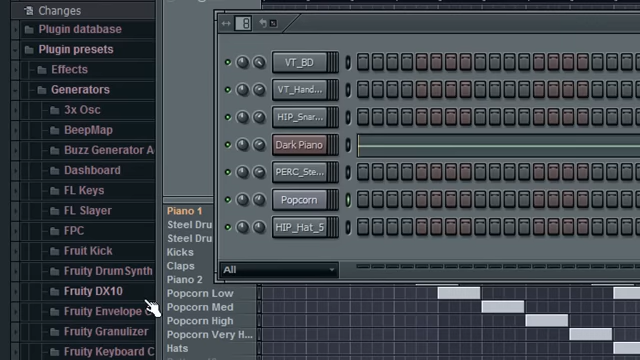 Changes
Plugin database
Plugin presets
Effects
Generators
3x Osc
BeepMap
Buzz Generator A
Dashboard
FL Keys
FL Slayer
FPC
Fruit Kick
Fruity DrumSynth
Fruity DX10
Fruity Envelope C
Fruity Granulizer
Fruity Keyboard C
8
VT_BD
VT_Hand...
HIP_Snar...
Dark Piano
PERC_Ste...
Popcorn
HIP_Hat_5
All
Piano 1
Steel Dru
Steel Dru
Kicks
Claps
Piano 2
Popcorn Low
Popcorn Med
Popcorn High
Popcorn Very H...
Hats